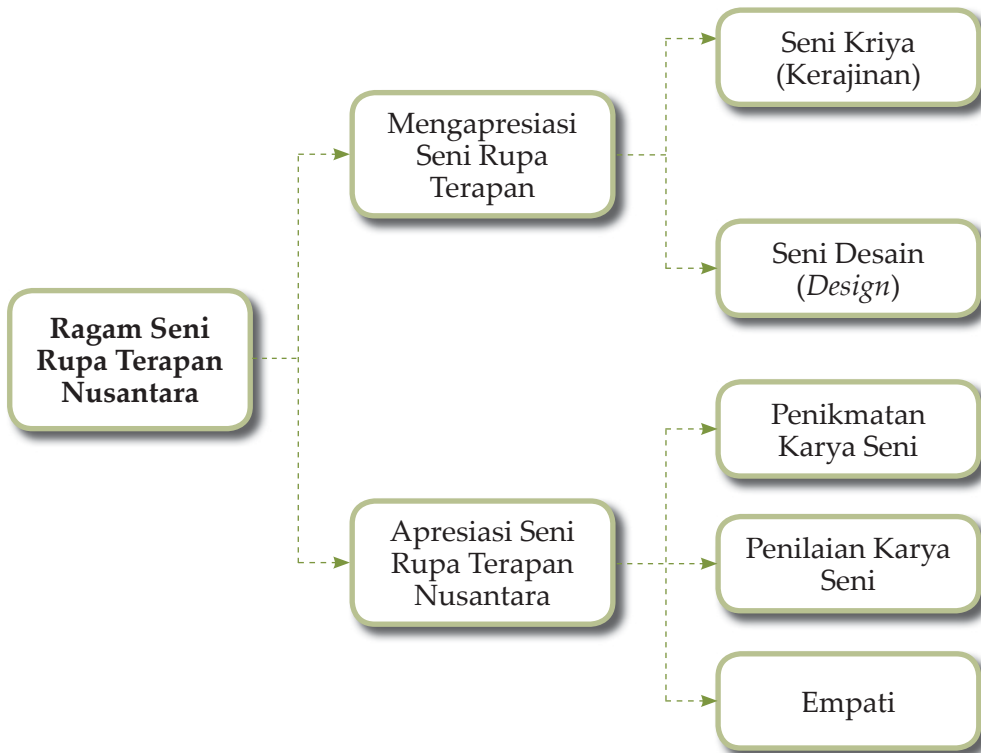 Ragam Seni
Rupa Terapan
Nusantara
Mengapresiasi
Seni Rupa
Terapan
Seni Kriya
(Kerajinan)
Seni Desain
(Design)
Apresiasi Seni
Rupa Terapan
Nusantara
Penikmatan
Karya Seni
Penilaian Karya
Seni
Empati